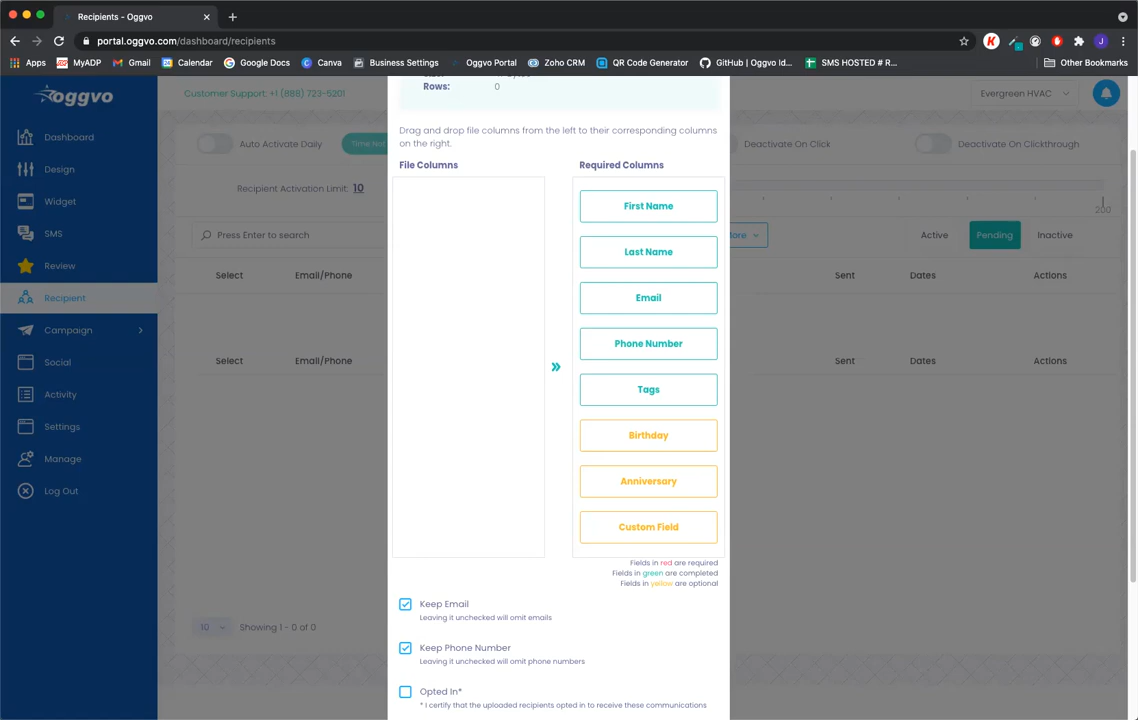 Recipients - Oggvo
portal.oggvo.com/dashboard/recipients
J
Apps
MyADP
Gmail
Calendar
Google Docs
Canva
Business Settings
Oggvo Portal
Zoho CRM
QR Code Generator
GitHub | Oggvo Id...
SMS HOSTED # R...
Other Bookmarks
oggvo
Customer Support: +1 (888) 723-5201
Evergreen HVAC
Rows: 0
Dashboard
Design
Widget
SMS
Review
Recipient
Campaign
Social
Activity
Settings
Manage
Log Out
Auto Activate Daily
Time Not
Deactivate On Click
Deactivate On Clickthrough
Recipient Activation Limit: 10
200
Press Enter to search
More
Active
Pending
Inactive
Select Email/Phone Sent Dates Actions
Select Email/Phone Sent Dates Actions
10 Showing 1 - 0 of 0
Drag and drop file columns from the left to their corresponding columns
on the right.
File Columns
Required Columns
First Name
Last Name
Email
Phone Number
Tags
Birthday
Anniversary
Custom Field
Fields in red are required
Fields in green are completed
Fields in yellow are optional
Keep Email
Leaving it unchecked will omit emails
Keep Phone Number
Leaving it unchecked will omit phone numbers
Opted In*
* I certify that the uploaded recipients opted in to receive these communications